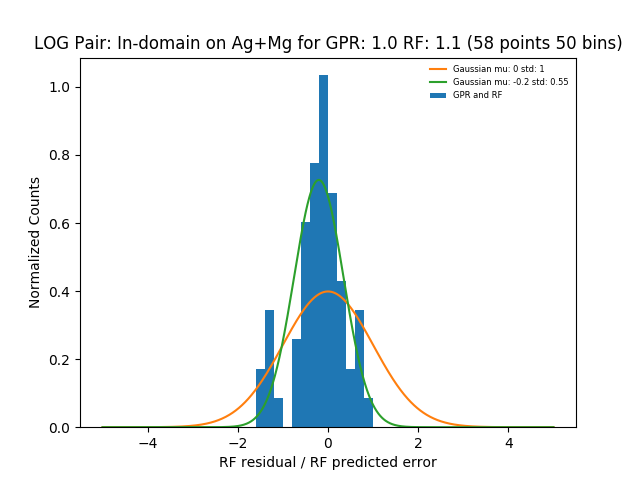 LOG Pair: In-domain on Ag+Mg for GPR: 1.0 RF: 1.1 (58 points 50 bins)
Gaussian mu: 0 std: 1
Gaussian mu: -0.2 std: 0.55
GPR and RF
Normalized Counts
1.0
0.8
0.6
0.4
0.2
0.0
−4
−2
0
2
4
RF residual / RF predicted error